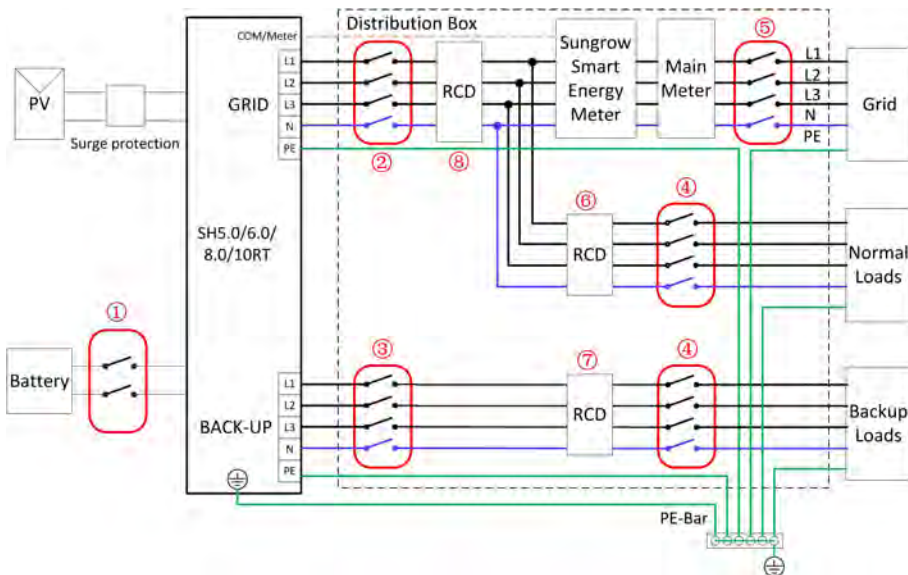 Distribution Box
COM/Meter
⑤
L1
L2
L3
N
PE
GRID
PV
Surge protection
②
RCD
⑧
Sungrow
Smart
Energy
Meter
Main
Meter
L1
L2
L3
N
PE
Grid
SH5.0/6.0/
8.0/10RT
⑥
RCD
④
Normal
Loads
①
Battery
③
⑦
RCD
④
L1
L2
L3
N
PE
BACK-UP
Backup
Loads
PE-Bar